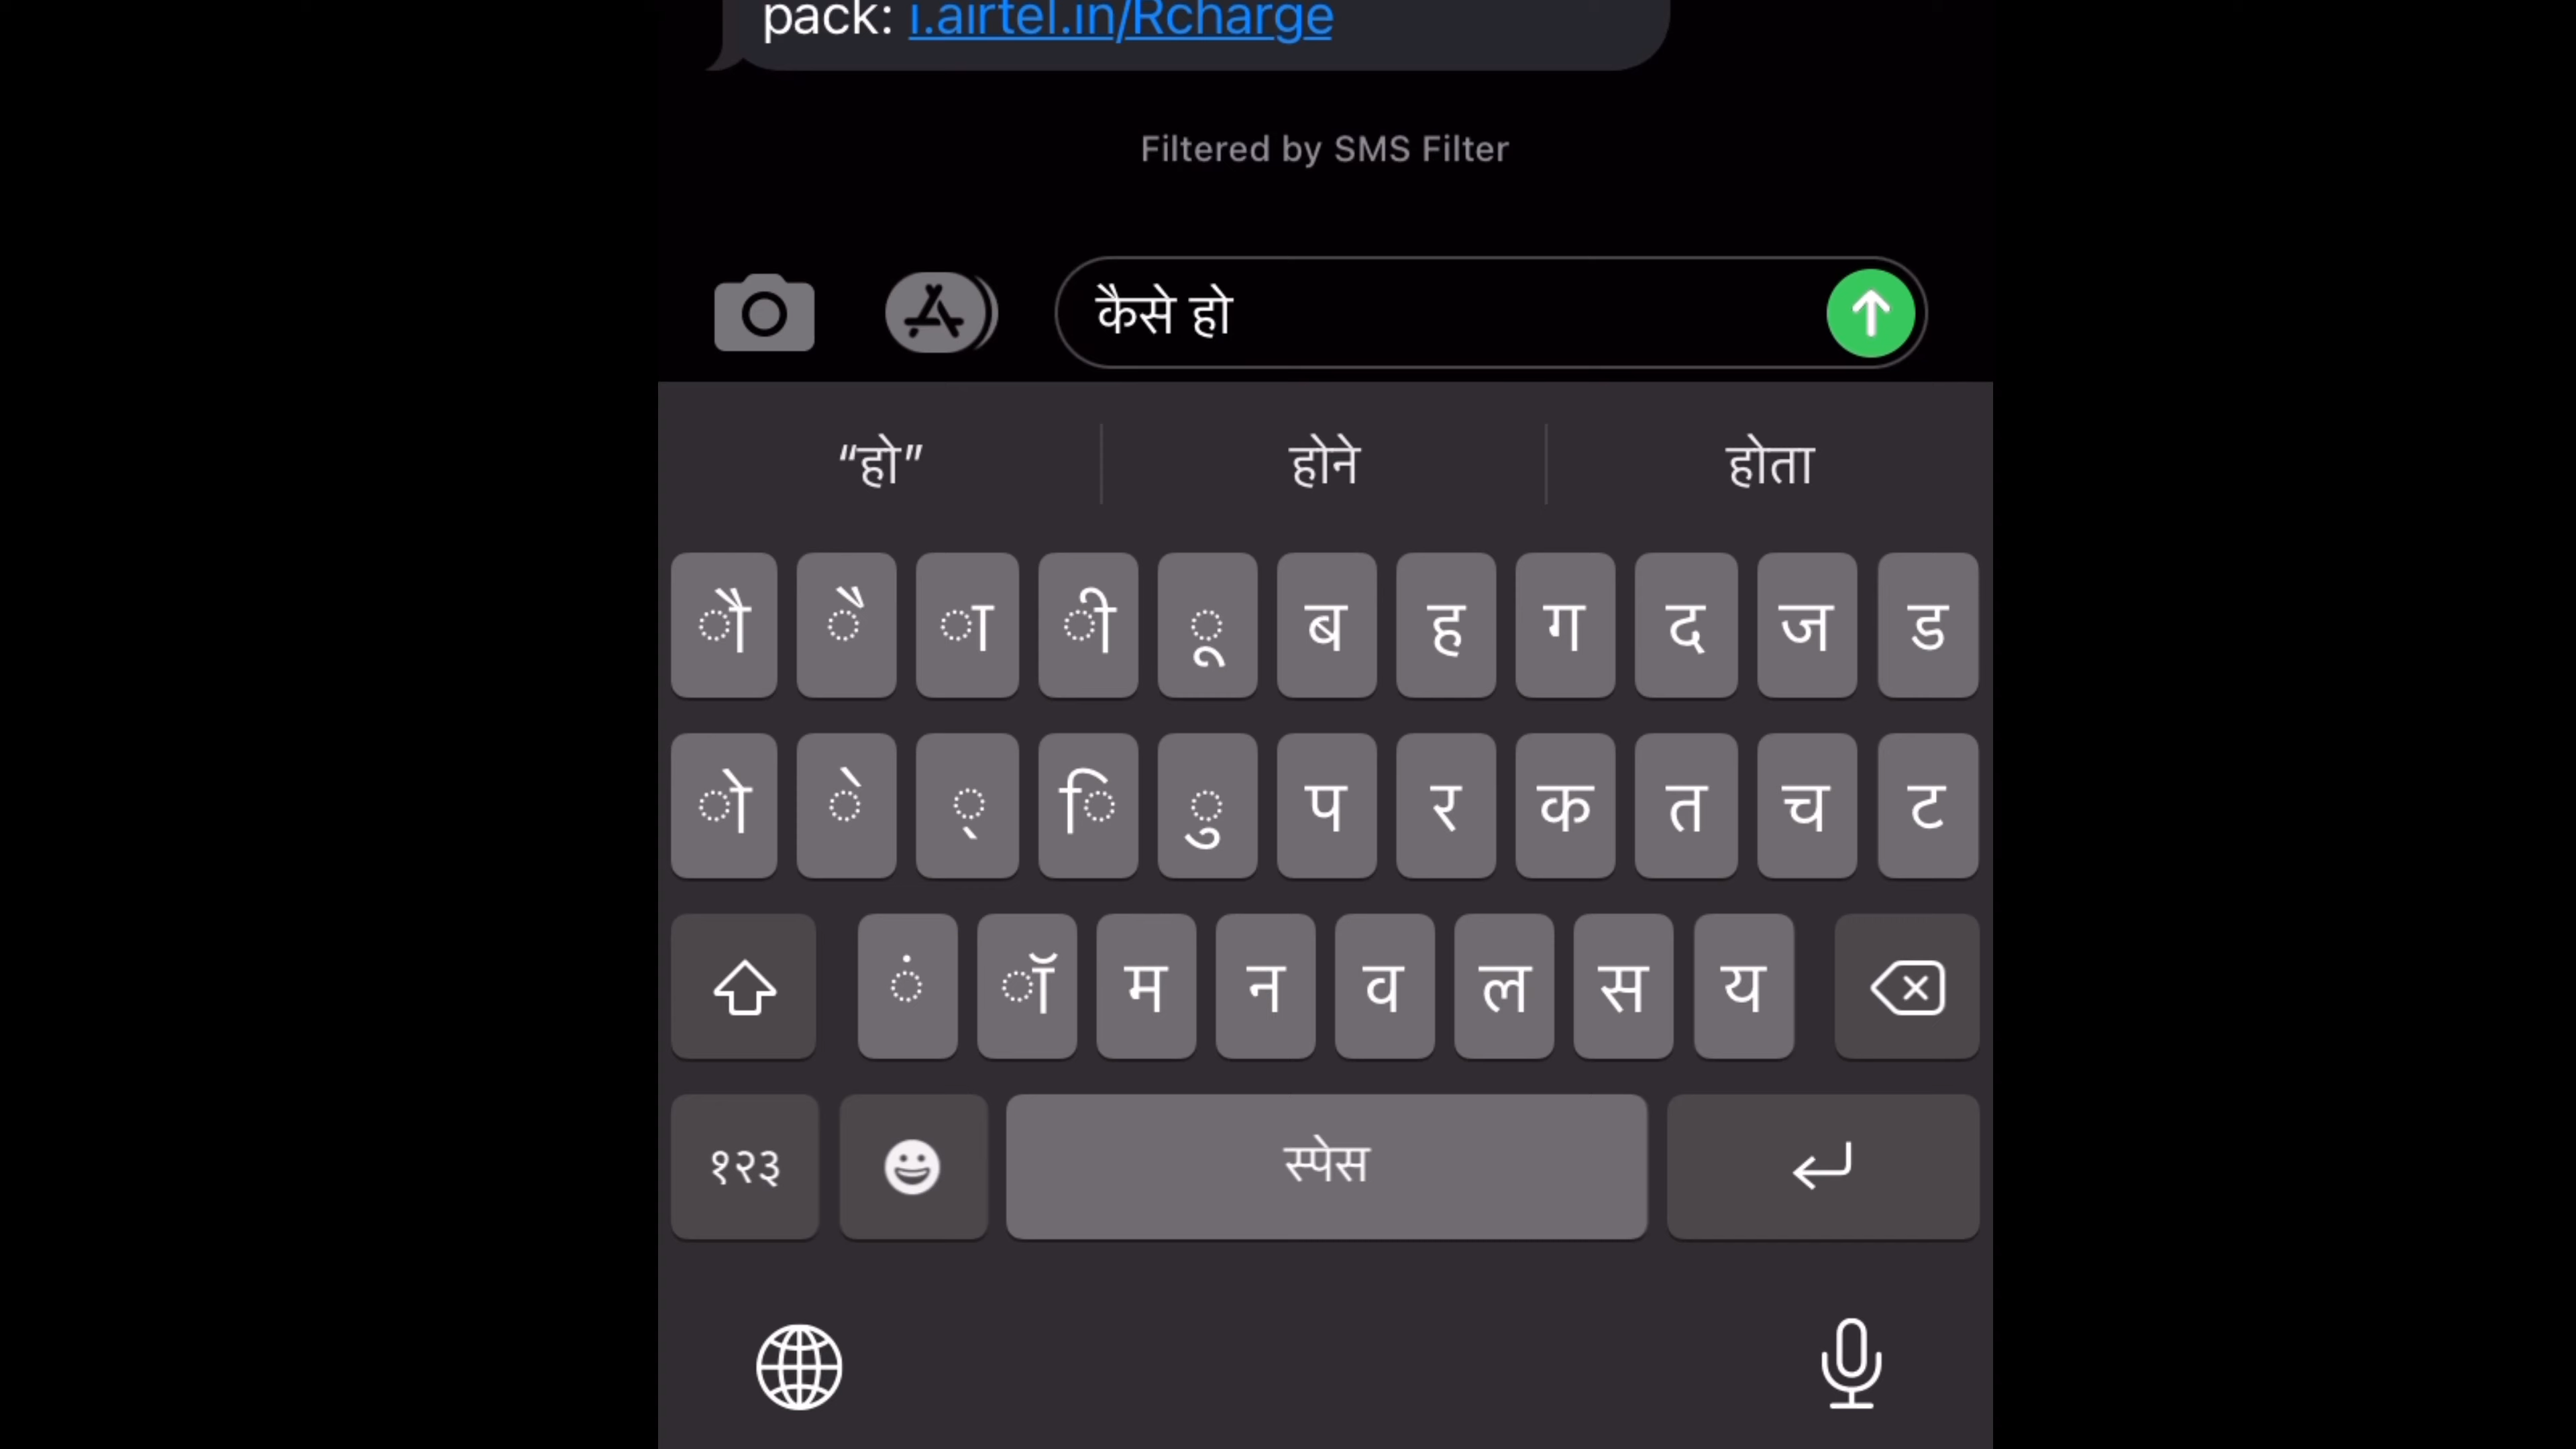 pack: i.airtel.in/Rcharge
Filtered by SMS Filter
कैसे हो
“हो” होने होता
ौ ै ा ी ू ब ह ग द ज ड
ो े ् ि ु प र क त च ट
ं ॉ म न व ल स य
१२३ स्पेस